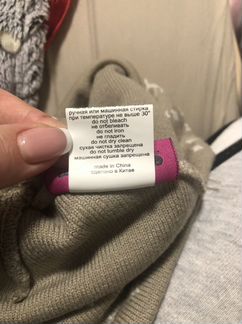 ручная или машинная стирка
при температуре не выше 30°
do not bleach
не отбеливать
do not iron
не гладить
do not dry clean
сухая чистка запрещена
do not tumble dry
машинная сушка запрещена
made in China
сделано в Китае